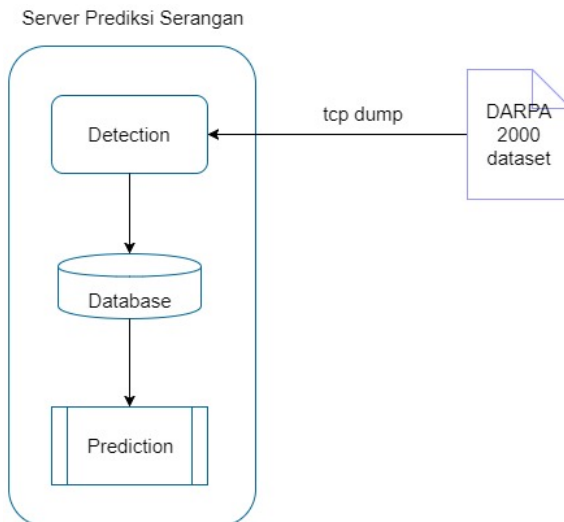 Server Prediksi Serangan
Detection
tcp dump
DARPA
2000
dataset
Database
Prediction